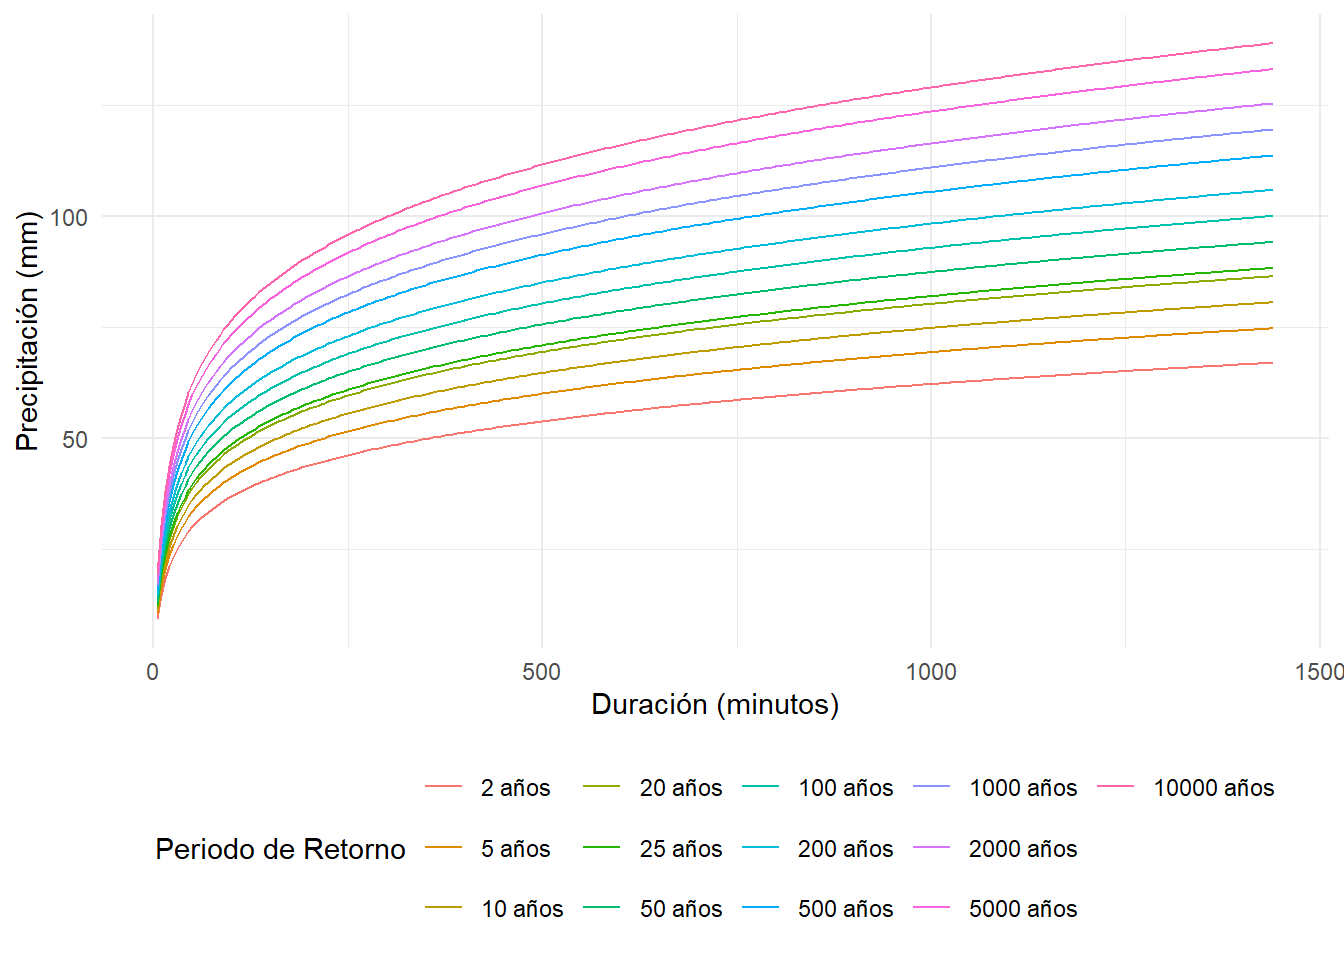 Precipitación (mm)
100
50
0 500 1000 1500
Duración (minutos)
Periodo de Retorno
2 años 20 años 100 años 1000 años 10000 años
5 años 25 años 200 años 2000 años
10 años 50 años 500 años 5000 años